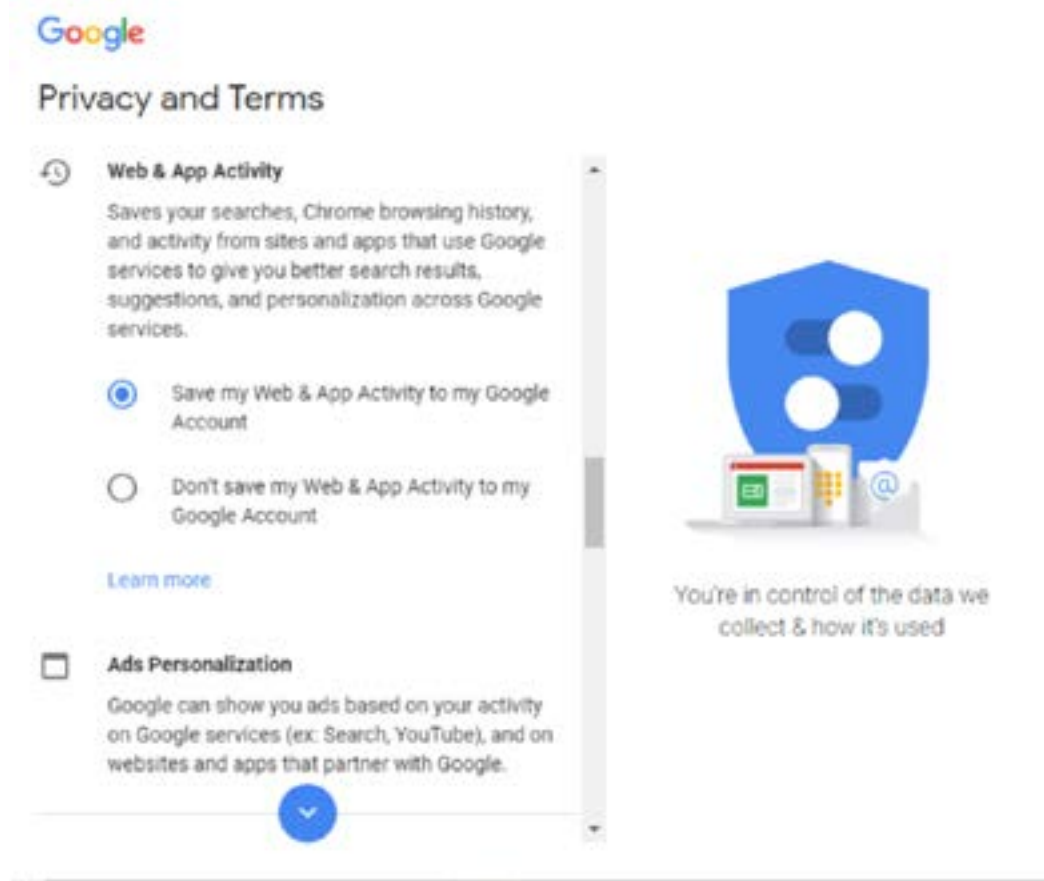 Google
Privacy and Terms
Web & App Activity
Saves your searches, Chrome browsing history,
and activity from sites and apps that use Google
services to give you better search results,
suggestions, and personalization across Google
services.
Save my Web & App Activity to my Google
Account
Don't save my Web & App Activity to my
Google Account
Learn more
Ads Personalization
Google can show you ads based on your activity
on Google services (ex: Search, YouTube), and on
websites and apps that partner with Google.
@
You're in control of the data we
collect & how it's used